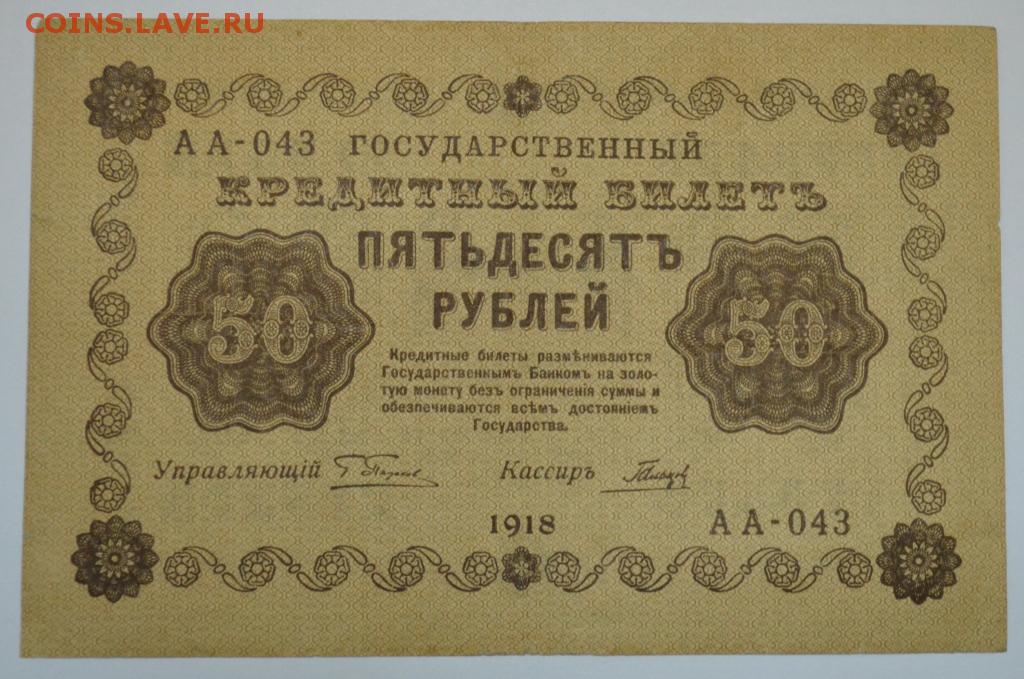 COINS.LAVE.RU
АА-043 ГОСУДАРСТВЕННЫЙ
КРЕДИТНЫЙ БИЛЕТЪ
50 ПЯТЬДЕСЯТЪ 50
РУБЛЕЙ
Кредитные билеты размѣниваются
Государственнымъ Банкомъ на золо-
тую монету безъ ограниченія суммы и
обезпечиваются всѣмъ достояніемъ
Государства.
Управляющій Кассиръ
1918 АА-043